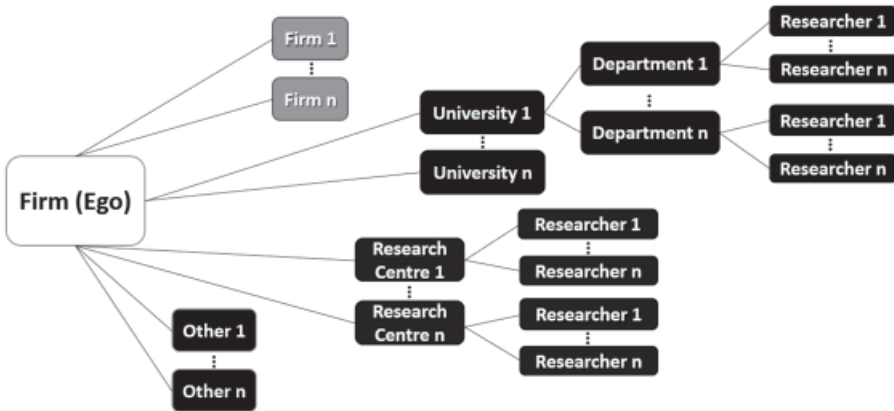 Firm (Ego)
Firm 1
Firm n
University 1
University n
Department 1
Department n
Researcher 1
Researcher n
Researcher 1
Researcher n
Research
Centre 1
Research
Centre n
Researcher 1
Researcher n
Researcher 1
Researcher n
Other 1
Other n